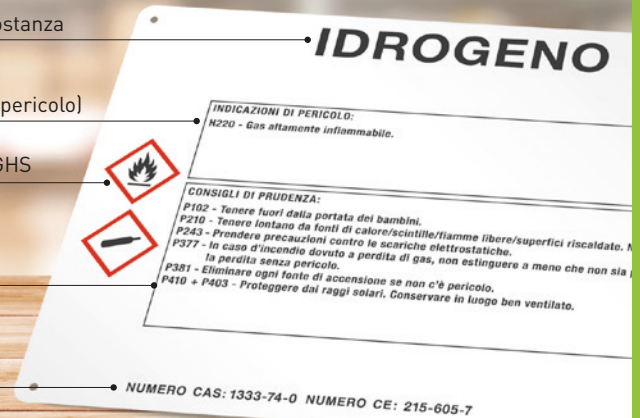 ostanza
IDROGENO
pericolo)
INDICAZIONI DI PERICOLO:
H220 - Gas altamente infiammabile.
GHS
CONSIGLI DI PRUDENZA:
P102 - Tenere fuori dalla portata dei bambini.
P210 - Tenere lontano da fonti di calore/scintille/fiamme libere/superfici riscaldate. N
P243 - Prendere precauzioni contro le scariche elettrostatiche.
P377 - In caso d'incendio dovuto a perdita di gas, non estinguere a meno che non sia
la perdita senza pericolo.
P381 - Eliminare ogni fonte di accensione se non c'è pericolo.
P410 + P403 - Proteggere dai raggi solari. Conservare in luogo ben ventilato.
NUMERO CAS: 1333-74-0 NUMERO CE: 215-605-7